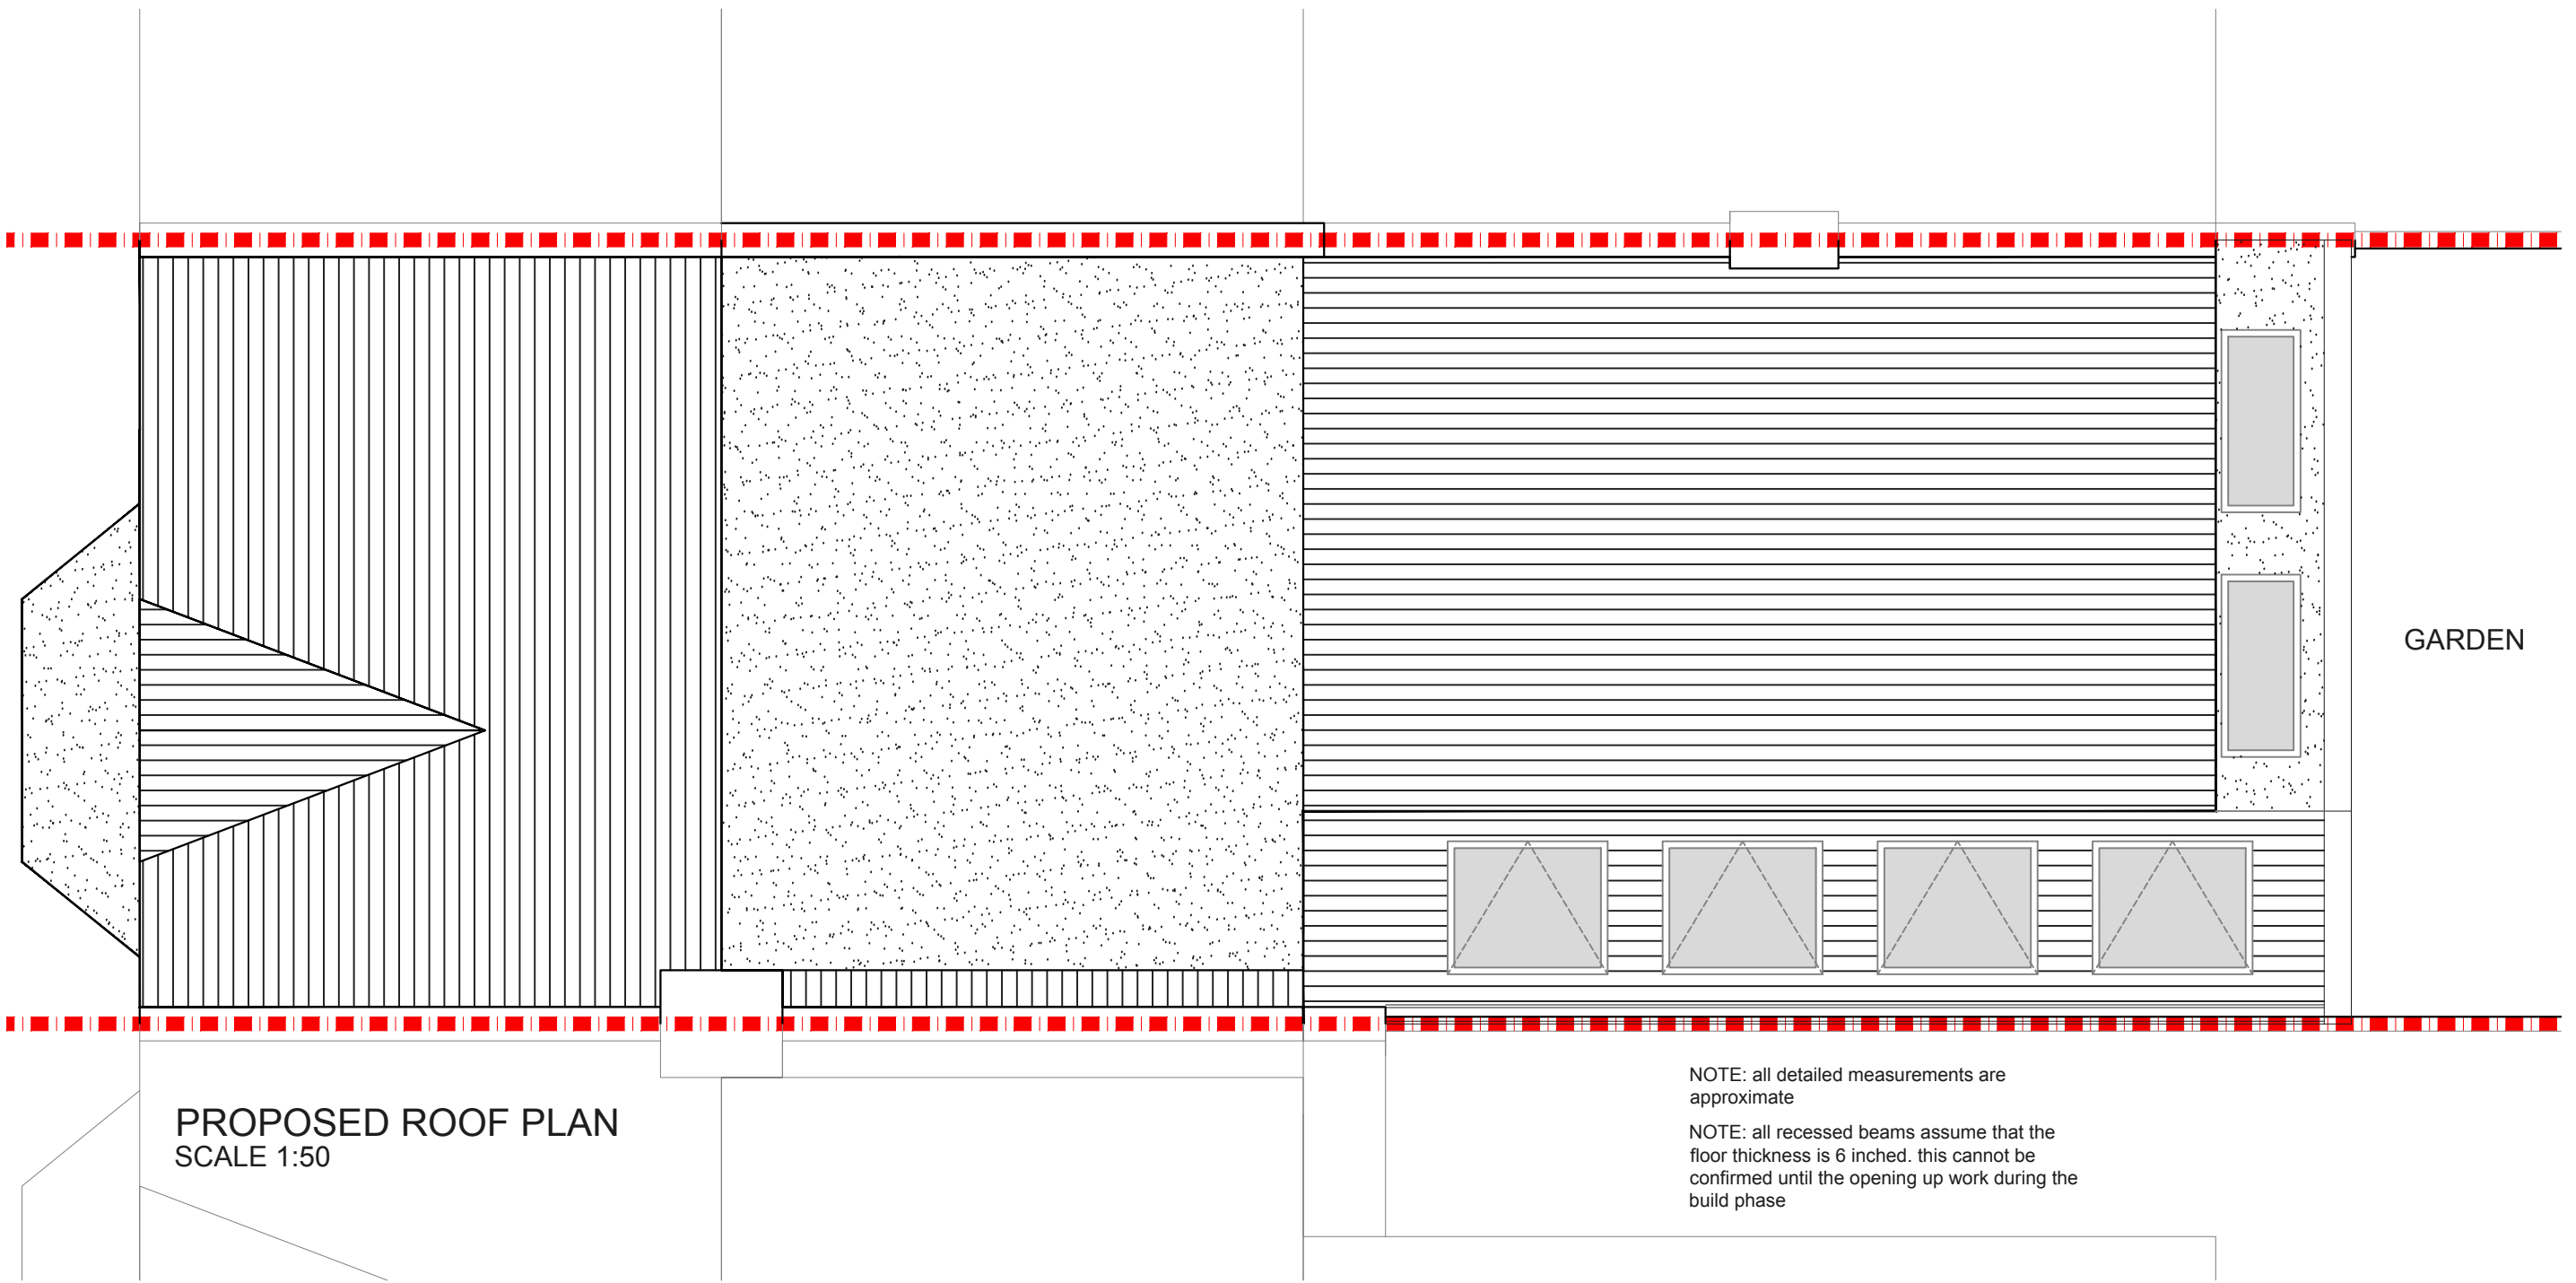 GARDEN
PROPOSED ROOF PLAN
SCALE 1:50
NOTE: all detailed measurements are
approximate
NOTE: all recessed beams assume that the
floor thickness is 6 inched. this cannot be
confirmed until the opening up work during the
build phase